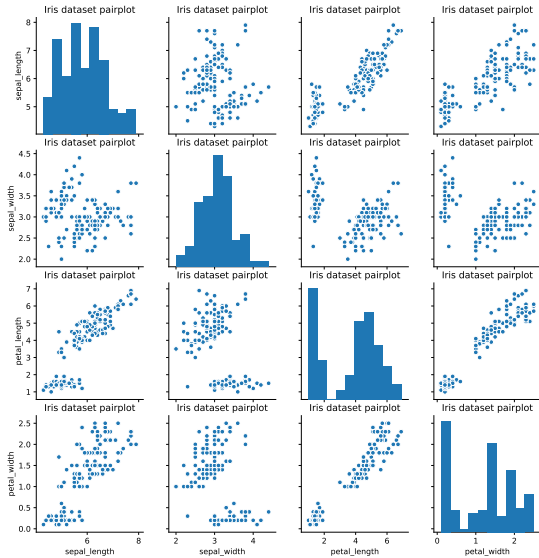 Iris dataset pairplot Iris dataset pairplot Iris dataset pairplot Iris dataset pairplot
8
7
6
5
sepal_length
Iris dataset pairplot Iris dataset pairplot Iris dataset pairplot Iris dataset pairplot
4.5
4.0
3.5
3.0
2.5
2.0
sepal_width
Iris dataset pairplot Iris dataset pairplot Iris dataset pairplot Iris dataset pairplot
7
6
5
4
3
2
1
petal_length
Iris dataset pairplot Iris dataset pairplot Iris dataset pairplot Iris dataset pairplot
2.5
2.0
1.5
1.0
0.5
0.0
petal_width
6 8 2 3 4 2 4 6 0 1 2
sepal_length sepal_width petal_length petal_width